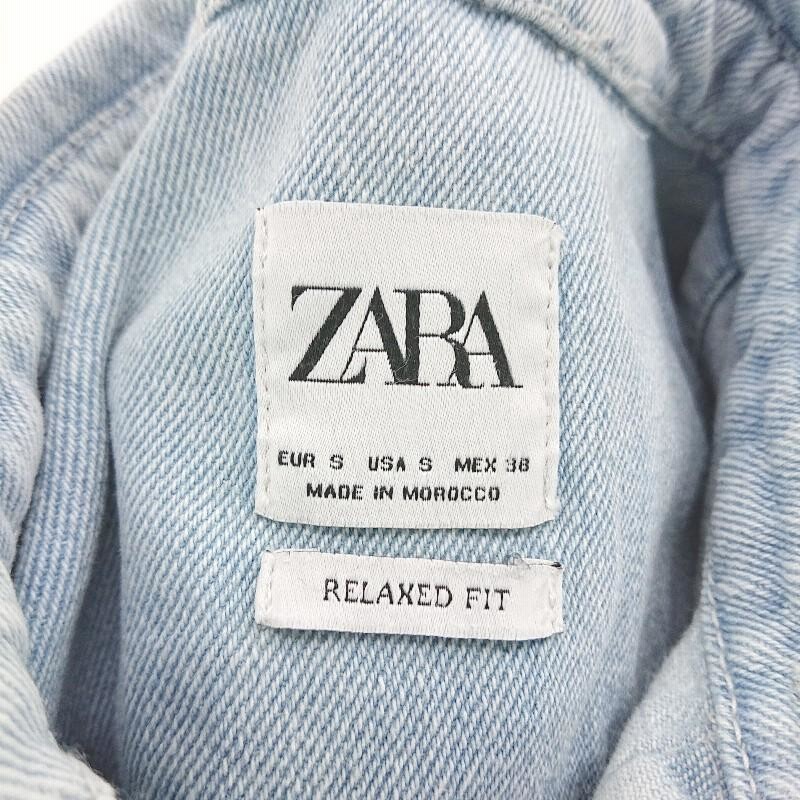 ZARA
EUR S USA S MEX 38
MADE IN MOROCCO
RELAXED FIT